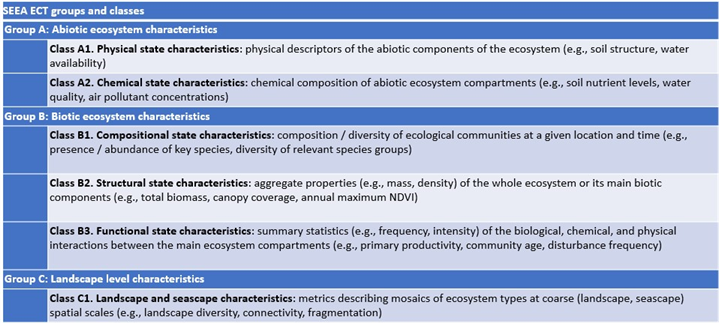 SEEA ECT groups and classes
Group A: Abiotic ecosystem characteristics
Class A1. Physical state characteristics: physical descriptors of the abiotic components of the ecosystem (e.g., soil structure, water
availability)
Class A2. Chemical state characteristics: chemical composition of abiotic ecosystem compartments (e.g., soil nutrient levels, water
quality, air pollutant concentrations)
Group B: Biotic ecosystem characteristics
Class B1. Compositional state characteristics: composition / diversity of ecological communities at a given location and time (e.g.,
presence / abundance of key species, diversity of relevant species groups)
Class B2. Structural state characteristics: aggregate properties (e.g., mass, density) of the whole ecosystem or its main biotic
components (e.g., total biomass, canopy coverage, annual maximum NDVI)
Class B3. Functional state characteristics: summary statistics (e.g., frequency, intensity) of the biological, chemical, and physical
interactions between the main ecosystem compartments (e.g., primary productivity, community age, disturbance frequency)
Group C: Landscape level characteristics
Class C1. Landscape and seascape characteristics: metrics describing mosaics of ecosystem types at coarse (landscape, seascape)
spatial scales (e.g., landscape diversity, connectivity, fragmentation)